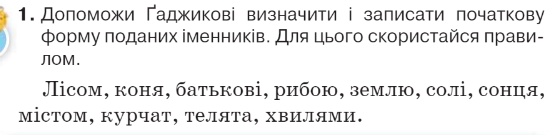 1. Допоможи Ґаджикові визначити і записати початкову
форму поданих іменників. Для цього скористайся прави-
лом.
Лісом, коня, батькові, рибою, землю, солі, сонця,
містом, курчат, телята, хвилями.